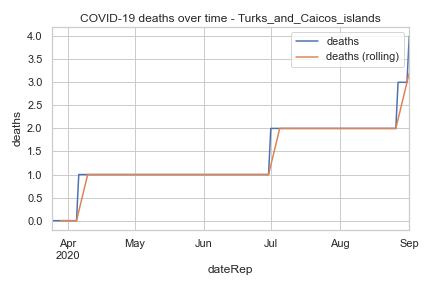 COVID-19 deaths over time - Turks_and_Caicos_islands
deaths
deaths (rolling)
4.0
3.5
3.0
2.5
2.0
1.5
1.0
0.5
0.0
deaths
Apr
2020
May
Jun
Jul
Aug
Sep
dateRep